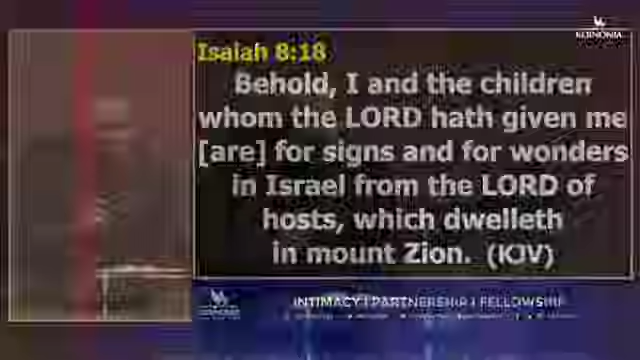 KOINONIA
Isaiah 8:18
Behold, I and the children
whom the LORD hath given me
[are] for signs and for wonders
in Israel from the LORD of
hosts, which dwelleth
in mount Zion. (KJV)
INTIMACY | PARTNERSHIP | FELLOWSHIP